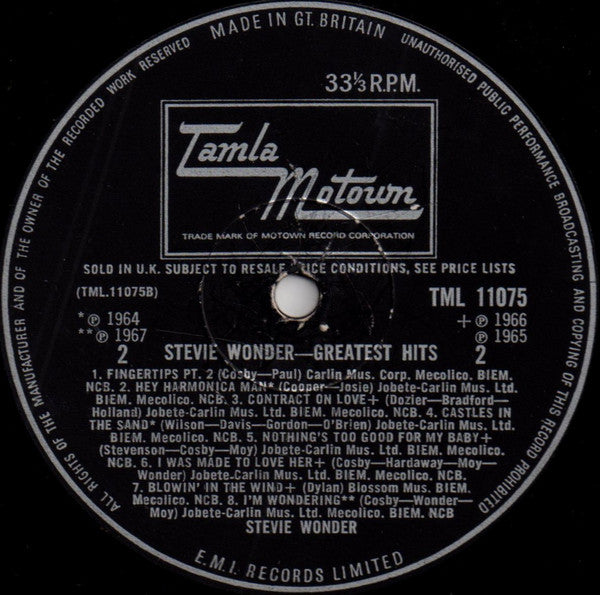 MADE IN GT. BRITAIN
UNAUTHORISED PUBLIC PERFORMANCE BROADCASTING AND COPYING OF THIS RECORD PROHIBITED
ALL RIGHTS OF THE MANUFACTURER AND OF THE OWNER OF THE RECORDED WORK RESERVED
33⅓ R.P.M.
Tamla
Motown
TRADE MARK OF MOTOWN RECORD CORPORATION
SOLD IN U.K. SUBJECT TO RESALE PRICE CONDITIONS, SEE PRICE LISTS
(TML.11075B) TML 11075
*℗ 1964 +℗ 1966
**℗ 1967 ℗ 1965
2 STEVIE WONDER—GREATEST HITS 2
1. FINGERTIPS PT. 2 (Cosby—Paul) Carlin Mus. Corp. Mecolico. BIEM.
NCB. 2. HEY HARMONICA MAN* (Cooper—Josie) Jobete-Carlin Mus. Ltd.
BIEM. Mecolico. NCB. 3. CONTRACT ON LOVE+ (Dozier—Bradford—
Holland) Jobete-Carlin Mus. Ltd. BIEM. Mecolico. NCB. 4. CASTLES IN
THE SAND* (Wilson—Davis—Gordon—O'Brien) Jobete-Carlin Mus. Ltd.
BIEM. Mecolico. NCB. 5. NOTHING'S TOO GOOD FOR MY BABY+
(Stevenson—Cosby—Moy) Jobete-Carlin Mus. Ltd. BIEM. Mecolico.
NCB. 6. I WAS MADE TO LOVE HER+ (Cosby—Hardaway—Moy—
Wonder) Jobete-Carlin Mus. Ltd. BIEM. Mecolico. NCB.
7. BLOWIN' IN THE WIND+ (Dylan) Blossom Mus. BIEM.
Mecolico. NCB. 8. I'M WONDERING** (Cosby—Wonder—
Moy) Jobete-Carlin Mus. Ltd. BIEM. Mecolico. NCB
STEVIE WONDER
E.M.I. RECORDS LIMITED